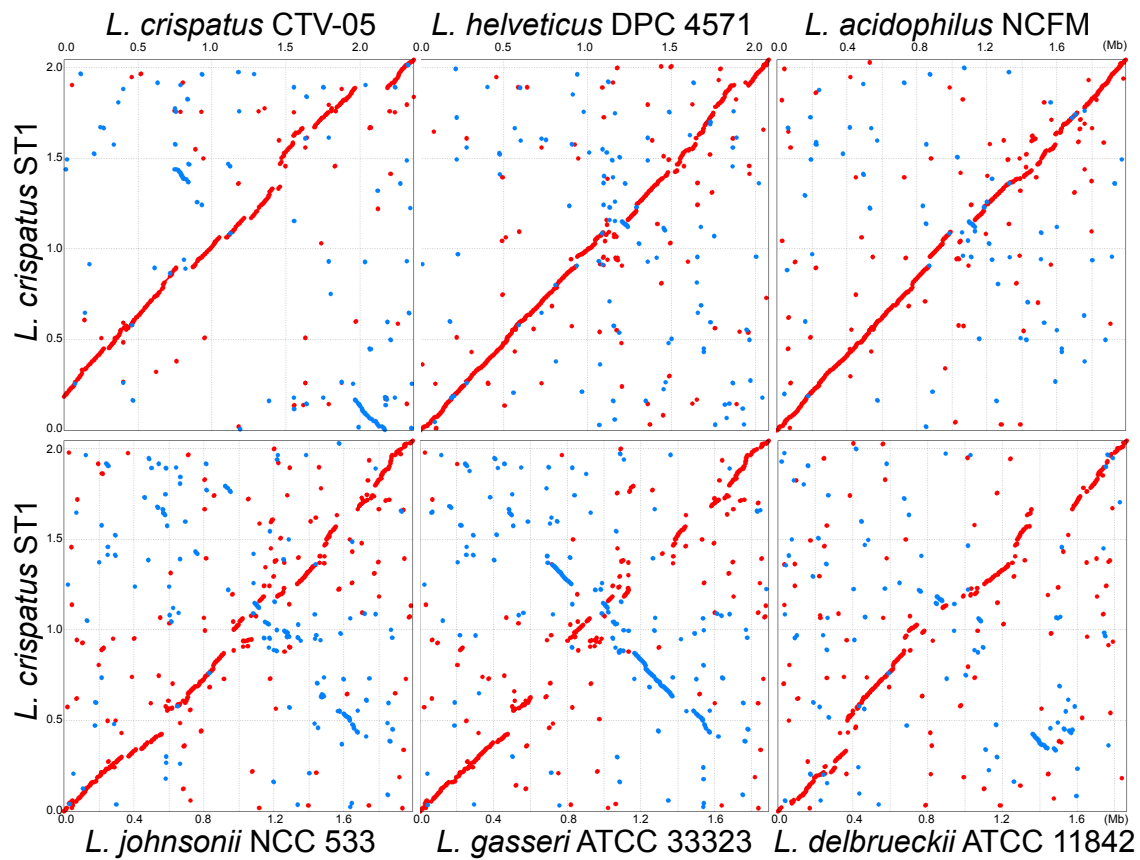 L. crispatus CTV-05 L. helveticus DPC 4571 L. acidophilus NCFM
0.0 0.5 1.0 1.5 2.0 0.0 0.5 1.0 1.5 2.0 0.4 0.8 1.2 1.6 (Mb)
2.0
1.5
L. crispatus ST1
1.0
0.5
0.0
2.0
1.5
L. crispatus ST1
1.0
0.5
0.0
0.0 0.4 0.8 1.2 1.6 0.0 0.4 0.8 1.2 1.6 0.0 0.4 0.8 1.2 1.6 (Mb)
L. johnsonii NCC 533 L. gasseri ATCC 33323 L. delbrueckii ATCC 11842